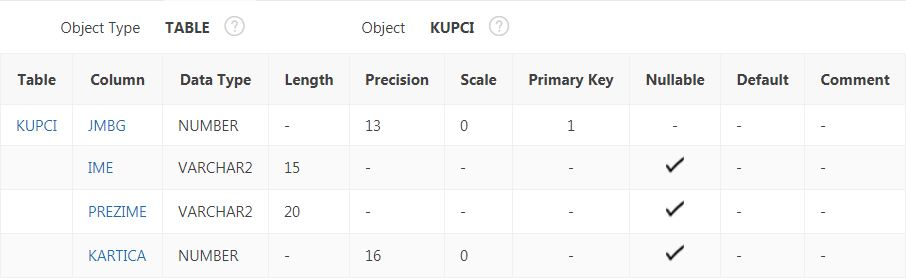 Object Type TABLE ? Object KUPCI ?
Table Column Data Type Length Precision Scale Primary Key Nullable Default Comment
KUPCI JMBG NUMBER - 13 0 1 - - -
IME VARCHAR2 15 - - - ✓ - -
PREZIME VARCHAR2 20 - - - ✓ - -
KARTICA NUMBER - 16 0 - ✓ - -